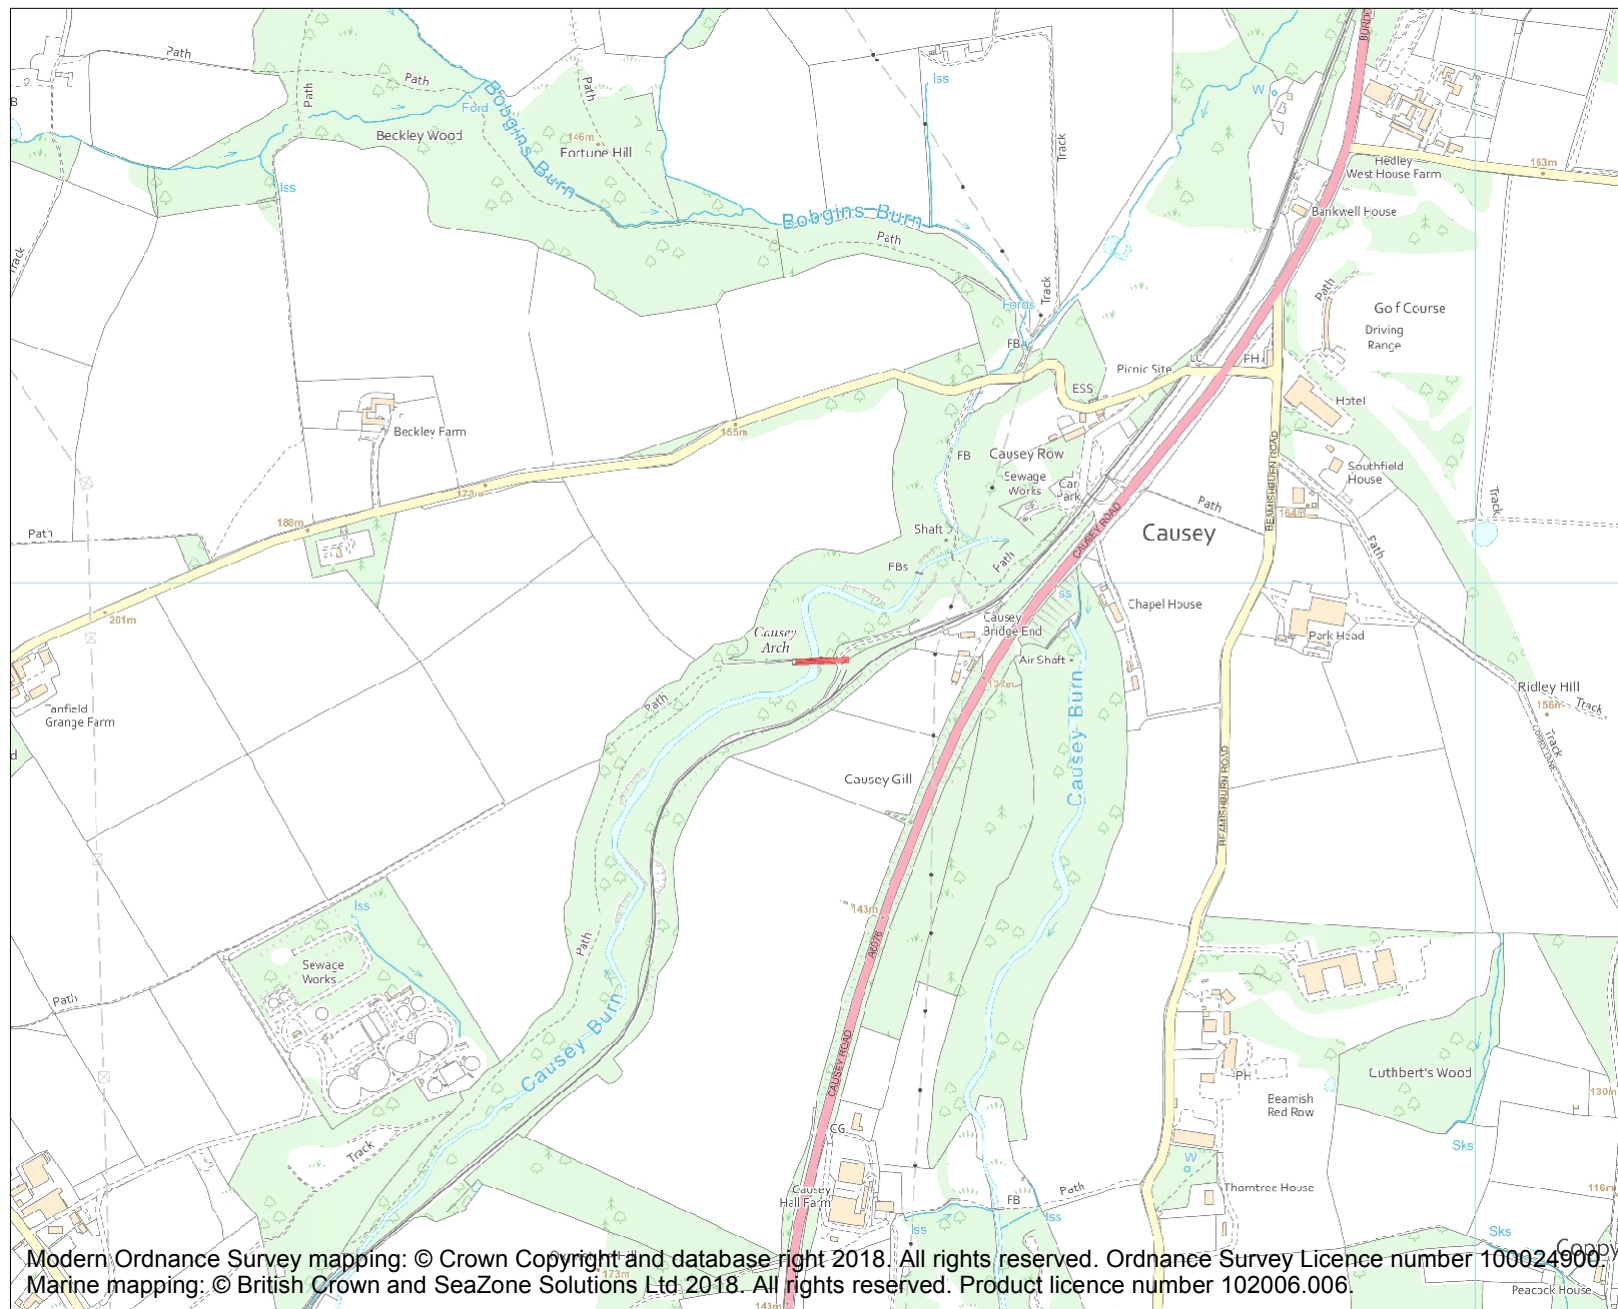 BURDO
Path
Path
Path
Path
Iss
W
2
B
Ford
Bobgins Burn
Beckley Wood
146m
Fortune Hill
Track
Hedley
West House Farm
163m
Iss
Bobgins Burn
Path
Bankwell House
Track
Track
Fords
Path
Golf Course
Driving
Range
FB
LC
PH
Picnic Site
ESS
Hotel
Beckley Farm
155m
Causey Row
FB
Sewage
Works
Car
Park
Southfield
House
173m
BEAMISHBURN ROAD
Path
Track
164m
188m
Path
Shaft
CAUSEY ROAD
Causey
Path
Path
FBs
Iss
Chapel House
201m
Causey
Arch
Causey
Bridge End
Park Head
Air Shaft
137m
Ridley Hill
Track
156m
Tanfield
Grange Farm
Path
Causey Burn
Track
d
Causey Gill
BEAMISHBURN ROAD
Iss
143m
A6076
Path
Sewage
Works
Path
Causey Burn
CAUSEY ROAD
PH
Cuthbert's Wood
130m
Beamish
Red Row
CG
Track
Sks
W
Causey
Hall Farm
FB
Path
Thorntree House
116m
Iss
Iss
Sks
Coppy
173m
Modern Ordnance Survey mapping: © Crown Copyright and database right 2018. All rights reserved. Ordnance Survey Licence number 100024900.
Marine mapping: © British Crown and SeaZone Solutions Ltd 2018. All rights reserved. Product licence number 102006.006.
Peacock House
143m